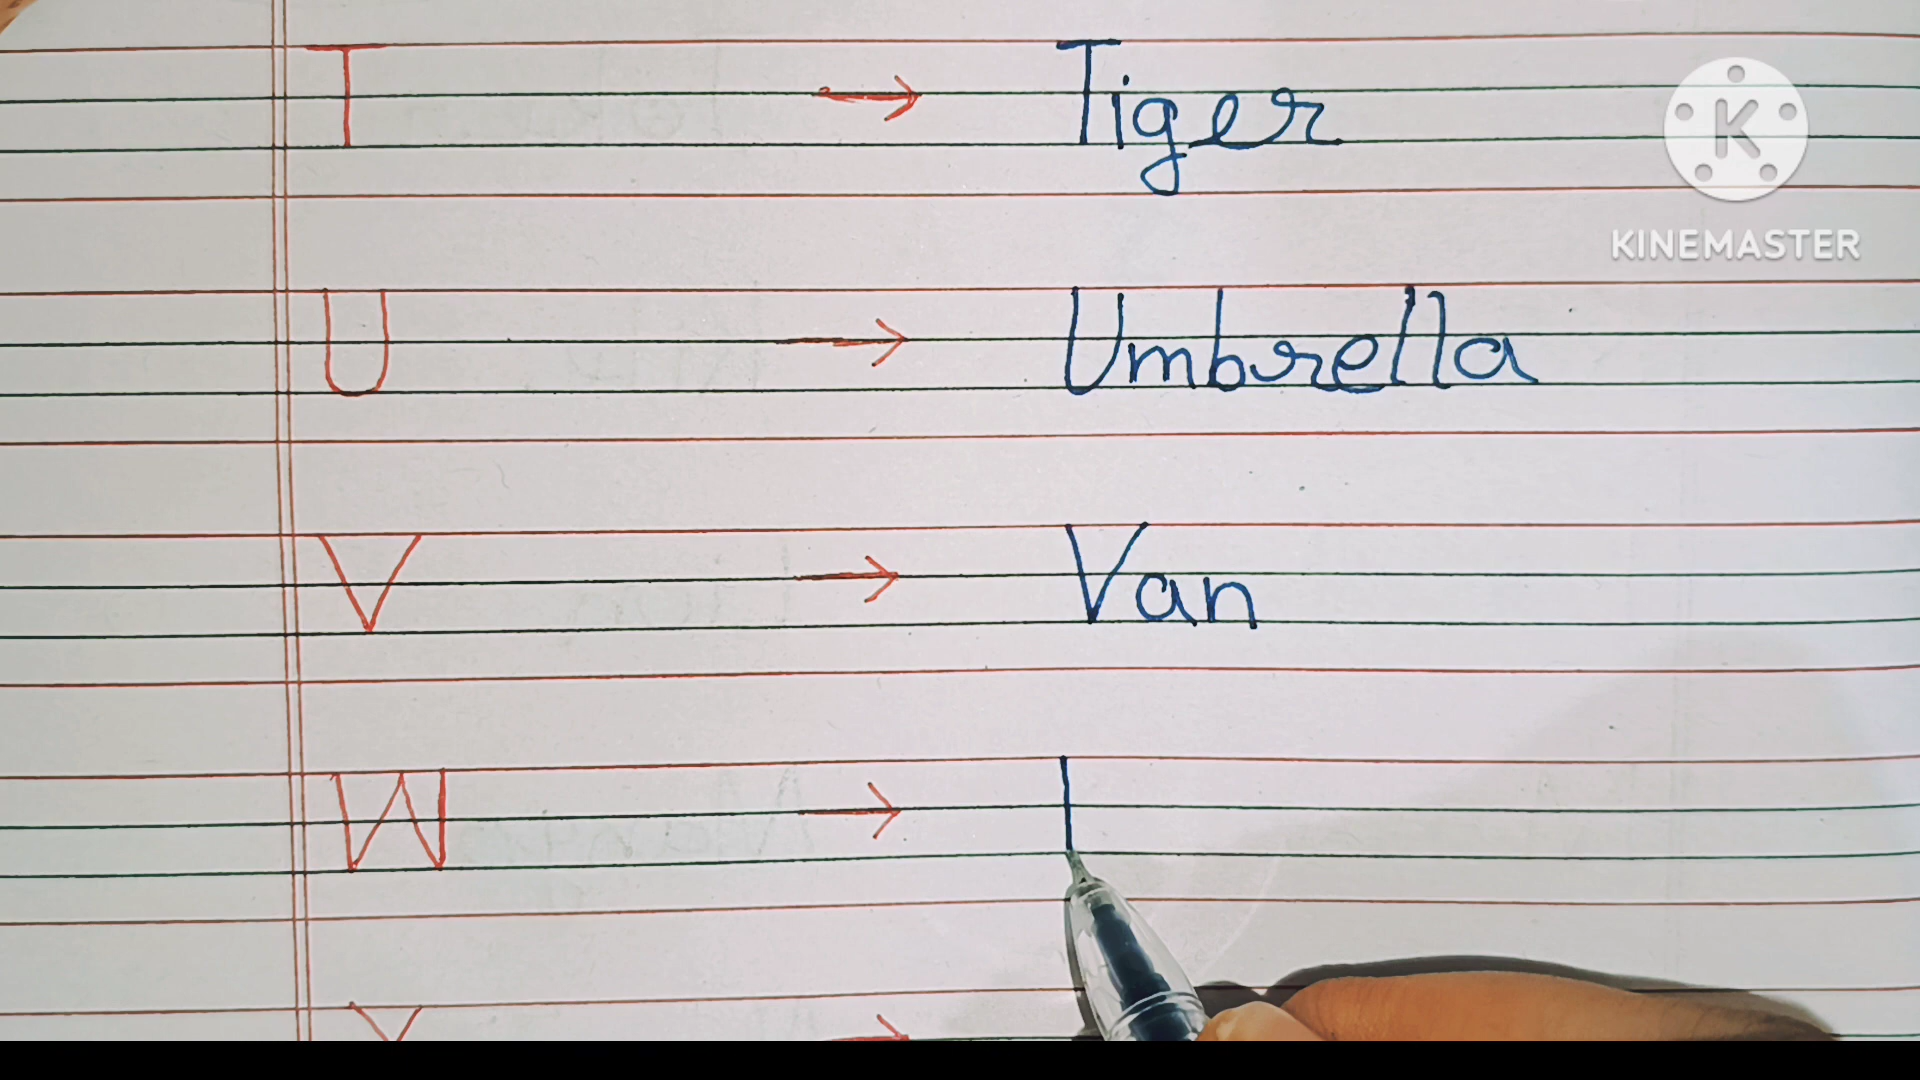 T → Tiger
KINEMASTER
U → Umbrella
V → Van
W →